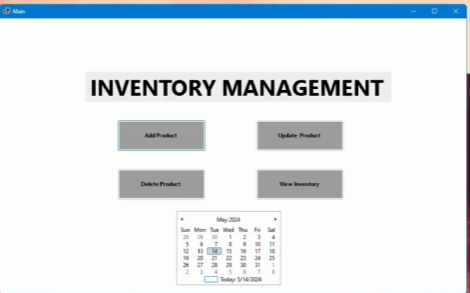 Main
INVENTORY MANAGEMENT
Add Product
Update Product
Delete Product
View Inventory
May 2024
Sun Mon Tue Wed Thu Fri Sat
28 29 30 1 2 3 4
5 6 7 8 9 10 11
12 13 14 15 16 17 18
19 20 21 22 23 24 25
26 27 28 29 30 31 1
2 3 4 5 6 7 8
Today: 5/14/2024